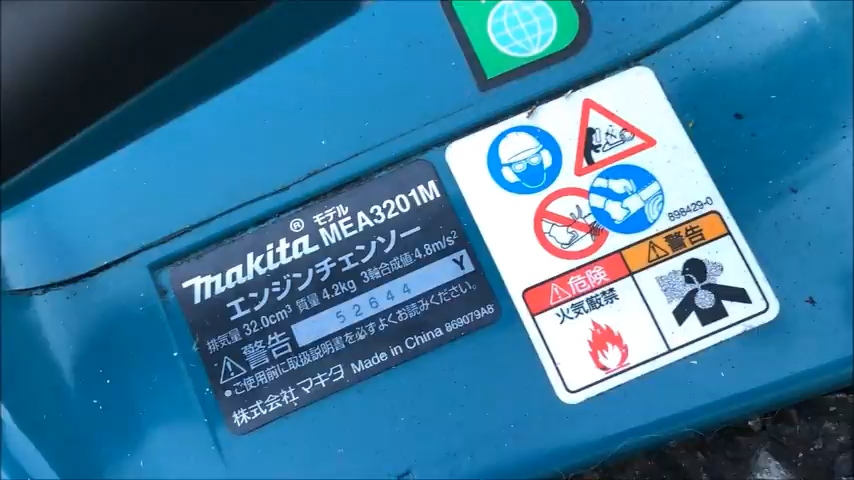 makita® モデル MEA3201M
エンジンチェンソー
排気量 32.0cm³ 質量 4.2kg 3軸合成値:4.8m/s²
52644 Y
⚠警告
●ご使用前に取扱説明書を必ずよくお読みください。
株式会社 マキタ Made in China 869079A8
898429-0
⚠危険
火気厳禁
⚠警告